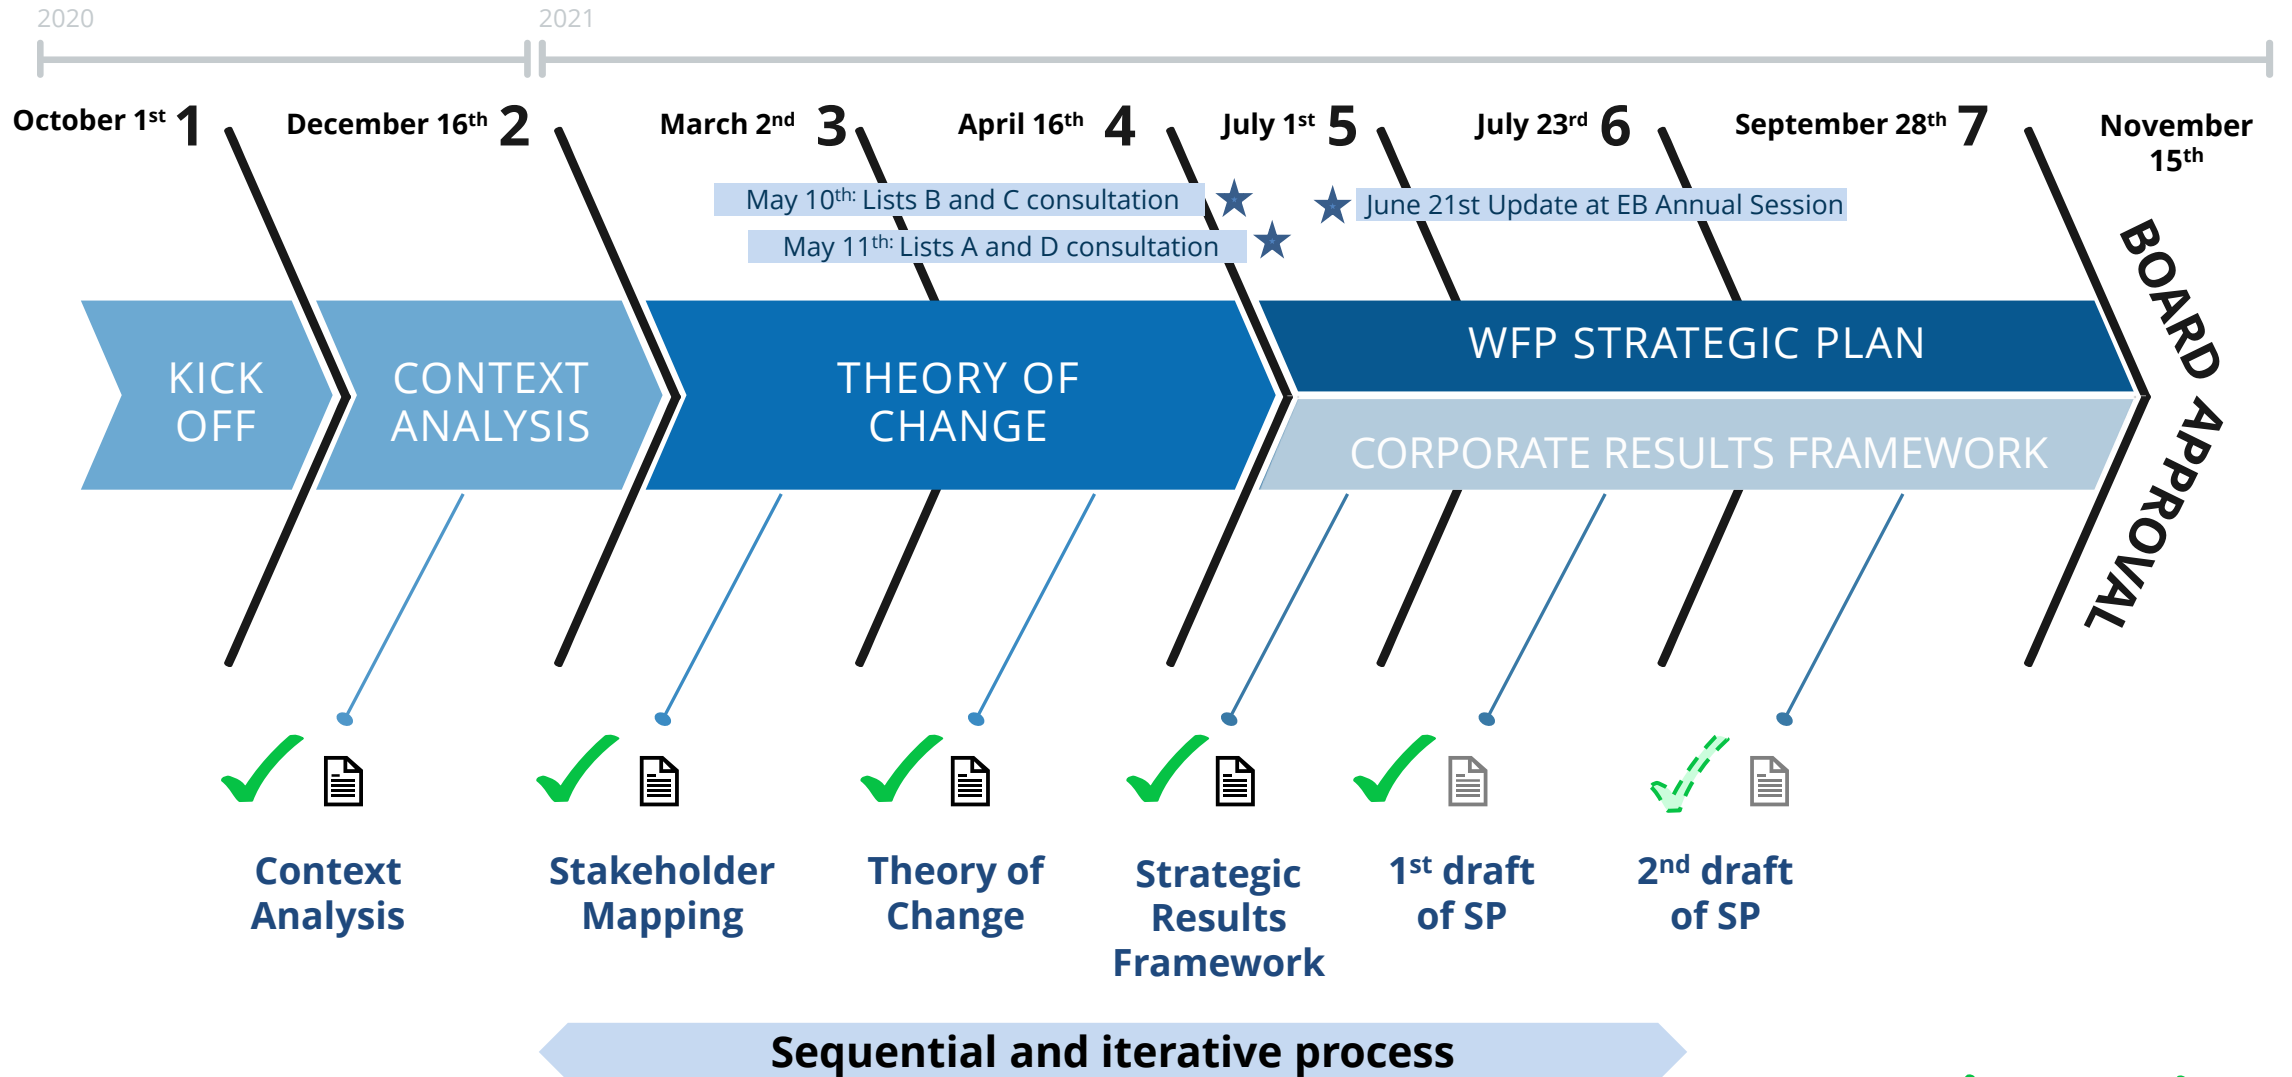 2020
2021
October 1st 1
December 16th 2
March 2nd 3
April 16th 4
July 1st 5
July 23rd 6
September 28th 7
November
15th
May 10th: Lists B and C consultation
June 21st Update at EB Annual Session
May 11th: Lists A and D consultation
BOARD APPROVAL
KICK
OFF
CONTEXT
ANALYSIS
THEORY OF
CHANGE
WFP STRATEGIC PLAN
CORPORATE RESULTS FRAMEWORK
Context
Analysis
Stakeholder
Mapping
Theory of
Change
Strategic
Results
Framework
1st draft
of SP
2nd draft
of SP
Sequential and iterative process